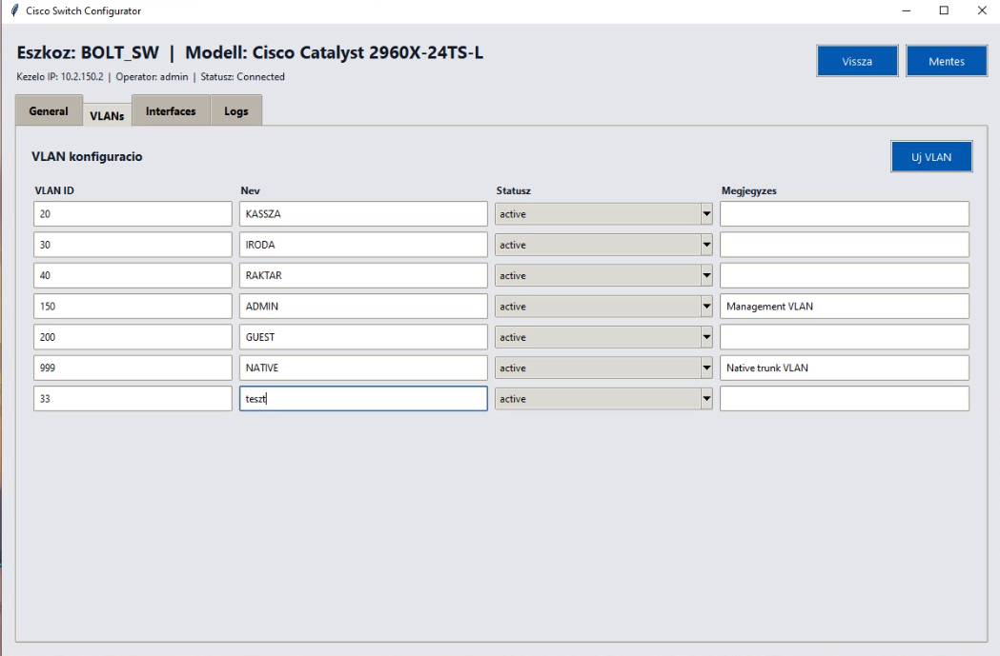 Cisco Switch Configurator
Eszkoz: BOLT_SW | Modell: Cisco Catalyst 2960X-24TS-L
Kezelo IP: 10.2.150.2 | Operator: admin | Statusz: Connected
Vissza
Mentes
General VLANs Interfaces Logs
VLAN konfiguracio
Uj VLAN
VLAN ID Nev Statusz Megjegyzes
20 KASSZA active
30 IRODA active
40 RAKTAR active
150 ADMIN active Management VLAN
200 GUEST active
999 NATIVE active Native trunk VLAN
33 teszt active